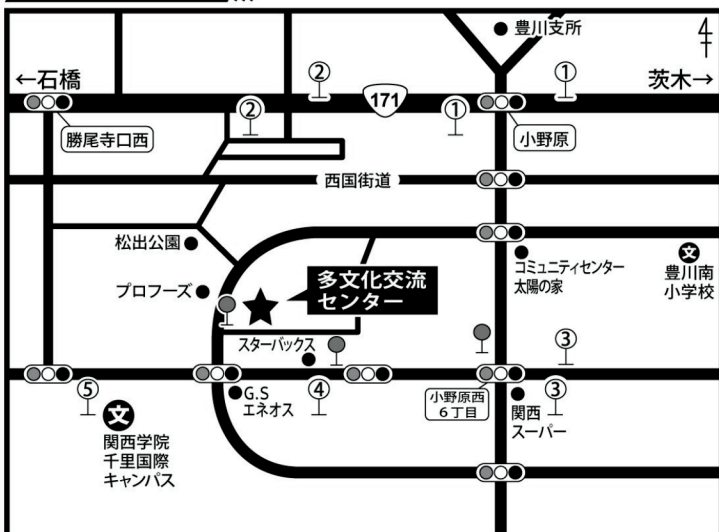 豊川支所
4
←石橋
②
①
茨木→
171
②
①
勝尾寺口西
小野原
西国街道
松出公園
コミュニティセンター
太陽の家
文
豊川南
小学校
プロフーズ
多文化交流
センター
スターバックス
③
⑤
G.S
エネオス
④
小野原西
6丁目
③
関西
スーパー
文
関西学院
千里国際
キャンパス